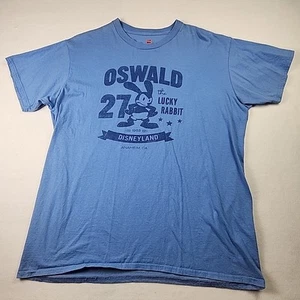 OSWALD
27 the
LUCKY
RABBIT
DISNEYLAND